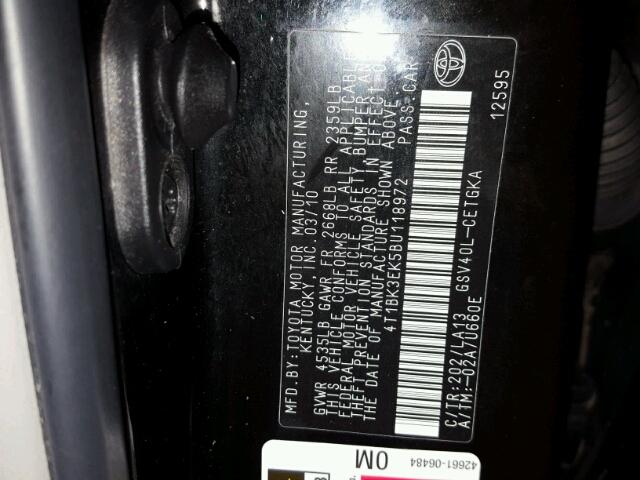 MFD.BY:TOYOTA MOTOR MANUFACTURING,
KENTUCKY, INC. 03/10
GVWR 4535LB GAWR FR 2668LB RR 2359LB
THIS VEHICLE CONFORMS TO ALL APPLICABLE
FEDERAL MOTOR VEHICLE SAFETY, BUMPER, AND
THEFT PREVENTION STANDARDS IN EFFECT ON
THE DATE OF MANUFACTURE SHOWN ABOVE.
4T1BK3EK5BU118972 PASS.CAR
C/TR:202/LA13 GSV40L-CETGKA
A/TM:-02A/U660E
12595
42661-06484
0M